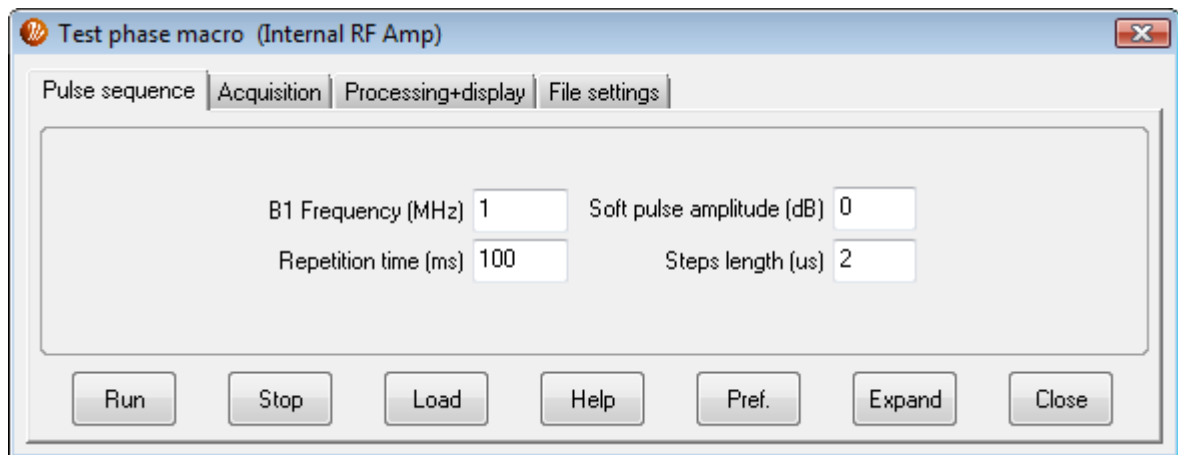 Test phase macro (Internal RF Amp)
Pulse sequence Acquisition Processing+display File settings
B1 Frequency (MHz) 1 Soft pulse amplitude (dB) 0
Repetition time (ms) 100 Steps length (us) 2
Run Stop Load Help Pref. Expand Close